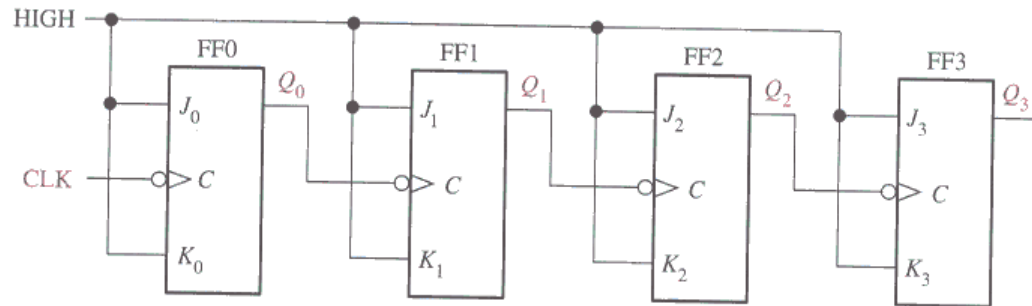 HIGH
FF0 FF1 FF2 FF3
Q₀ Q₁ Q₂ Q₃
J₀ J₁ J₂ J₃
CLK C C C C
K₀ K₁ K₂ K₃